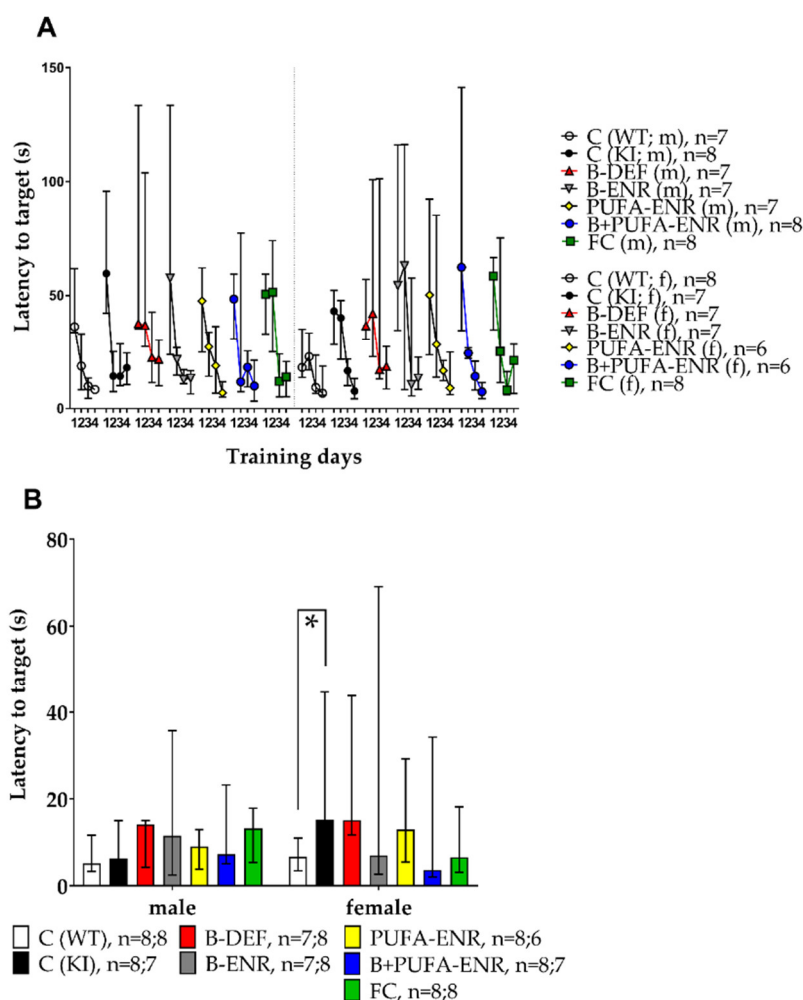 A
Latency to target (s)
150
100
50
0
1234 1234 1234 1234 1234 1234 1234 1234 1234 1234 1234 1234 1234 1234
Training days
C (WT; m), n=7
C (KI; m), n=8
B-DEF (m), n=7
B-ENR (m), n=7
PUFA-ENR (m), n=7
B+PUFA-ENR (m), n=8
FC (m), n=8
C (WT; f), n=8
C (KI; f), n=7
B-DEF (f), n=7
B-ENR (f), n=7
PUFA-ENR (f), n=6
B+PUFA-ENR (f), n=6
FC (f), n=8
B
Latency to target (s)
80
60
40
20
0
*
male female
C (WT), n=8;8 B-DEF, n=7;8 PUFA-ENR, n=8;6
C (KI), n=8;7 B-ENR, n=7;8 B+PUFA-ENR, n=8;7
FC, n=8;8